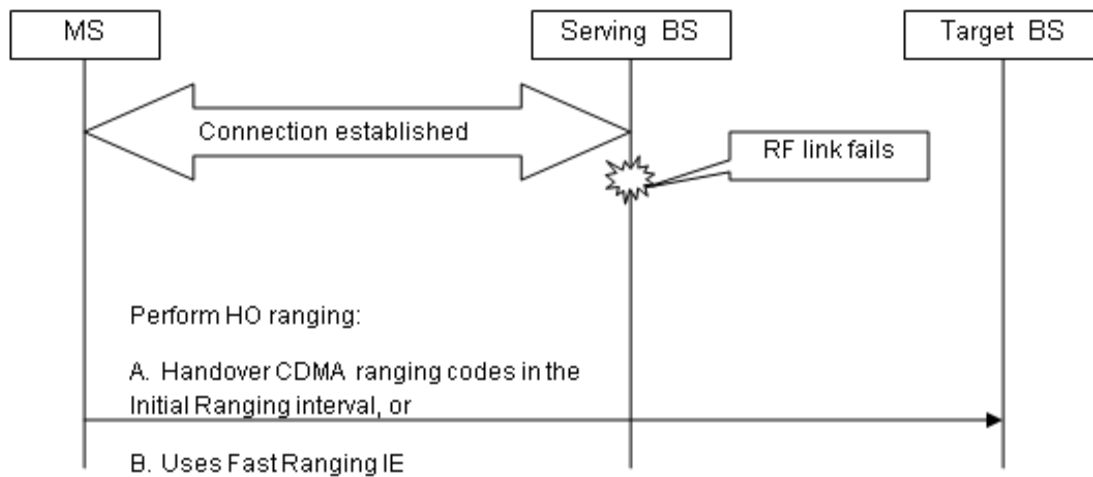 MS
Serving BS
Target BS
Connection established
RF link fails
Perform HO ranging:
A. Handover CDMA ranging codes in the
Initial Ranging interval, or
B. Uses Fast Ranging IE